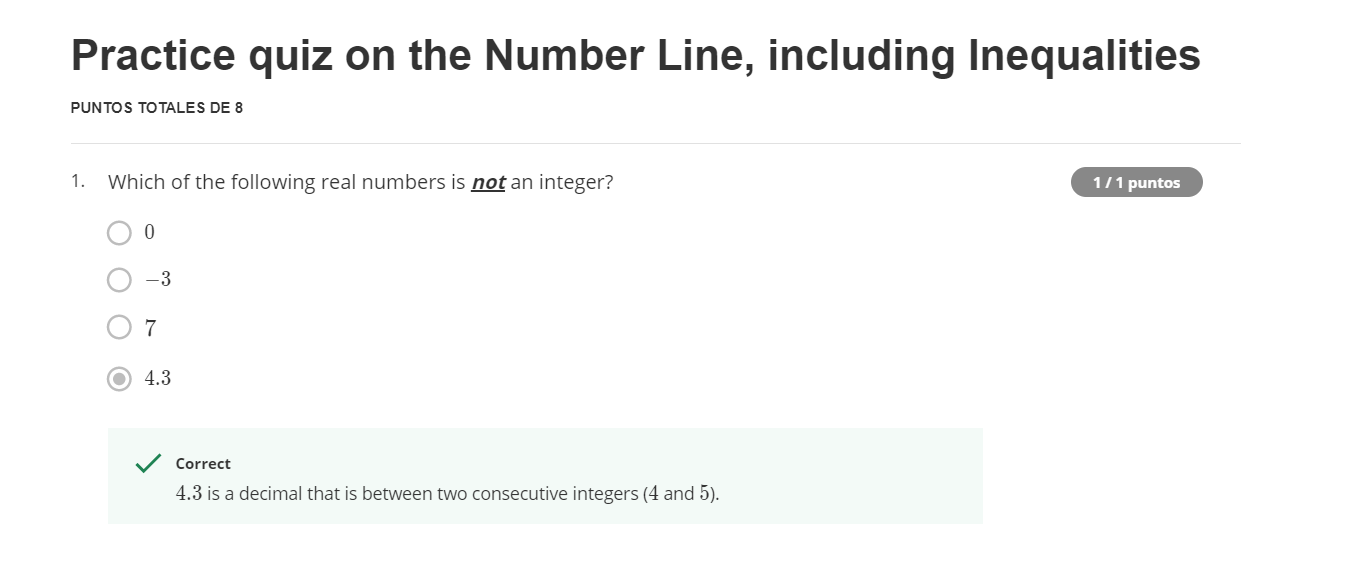 Practice quiz on the Number Line, including Inequalities
PUNTOS TOTALES DE 8
1. Which of the following real numbers is not an integer? 1 / 1 puntos
0
−3
7
4.3
Correct
4.3 is a decimal that is between two consecutive integers (4 and 5).